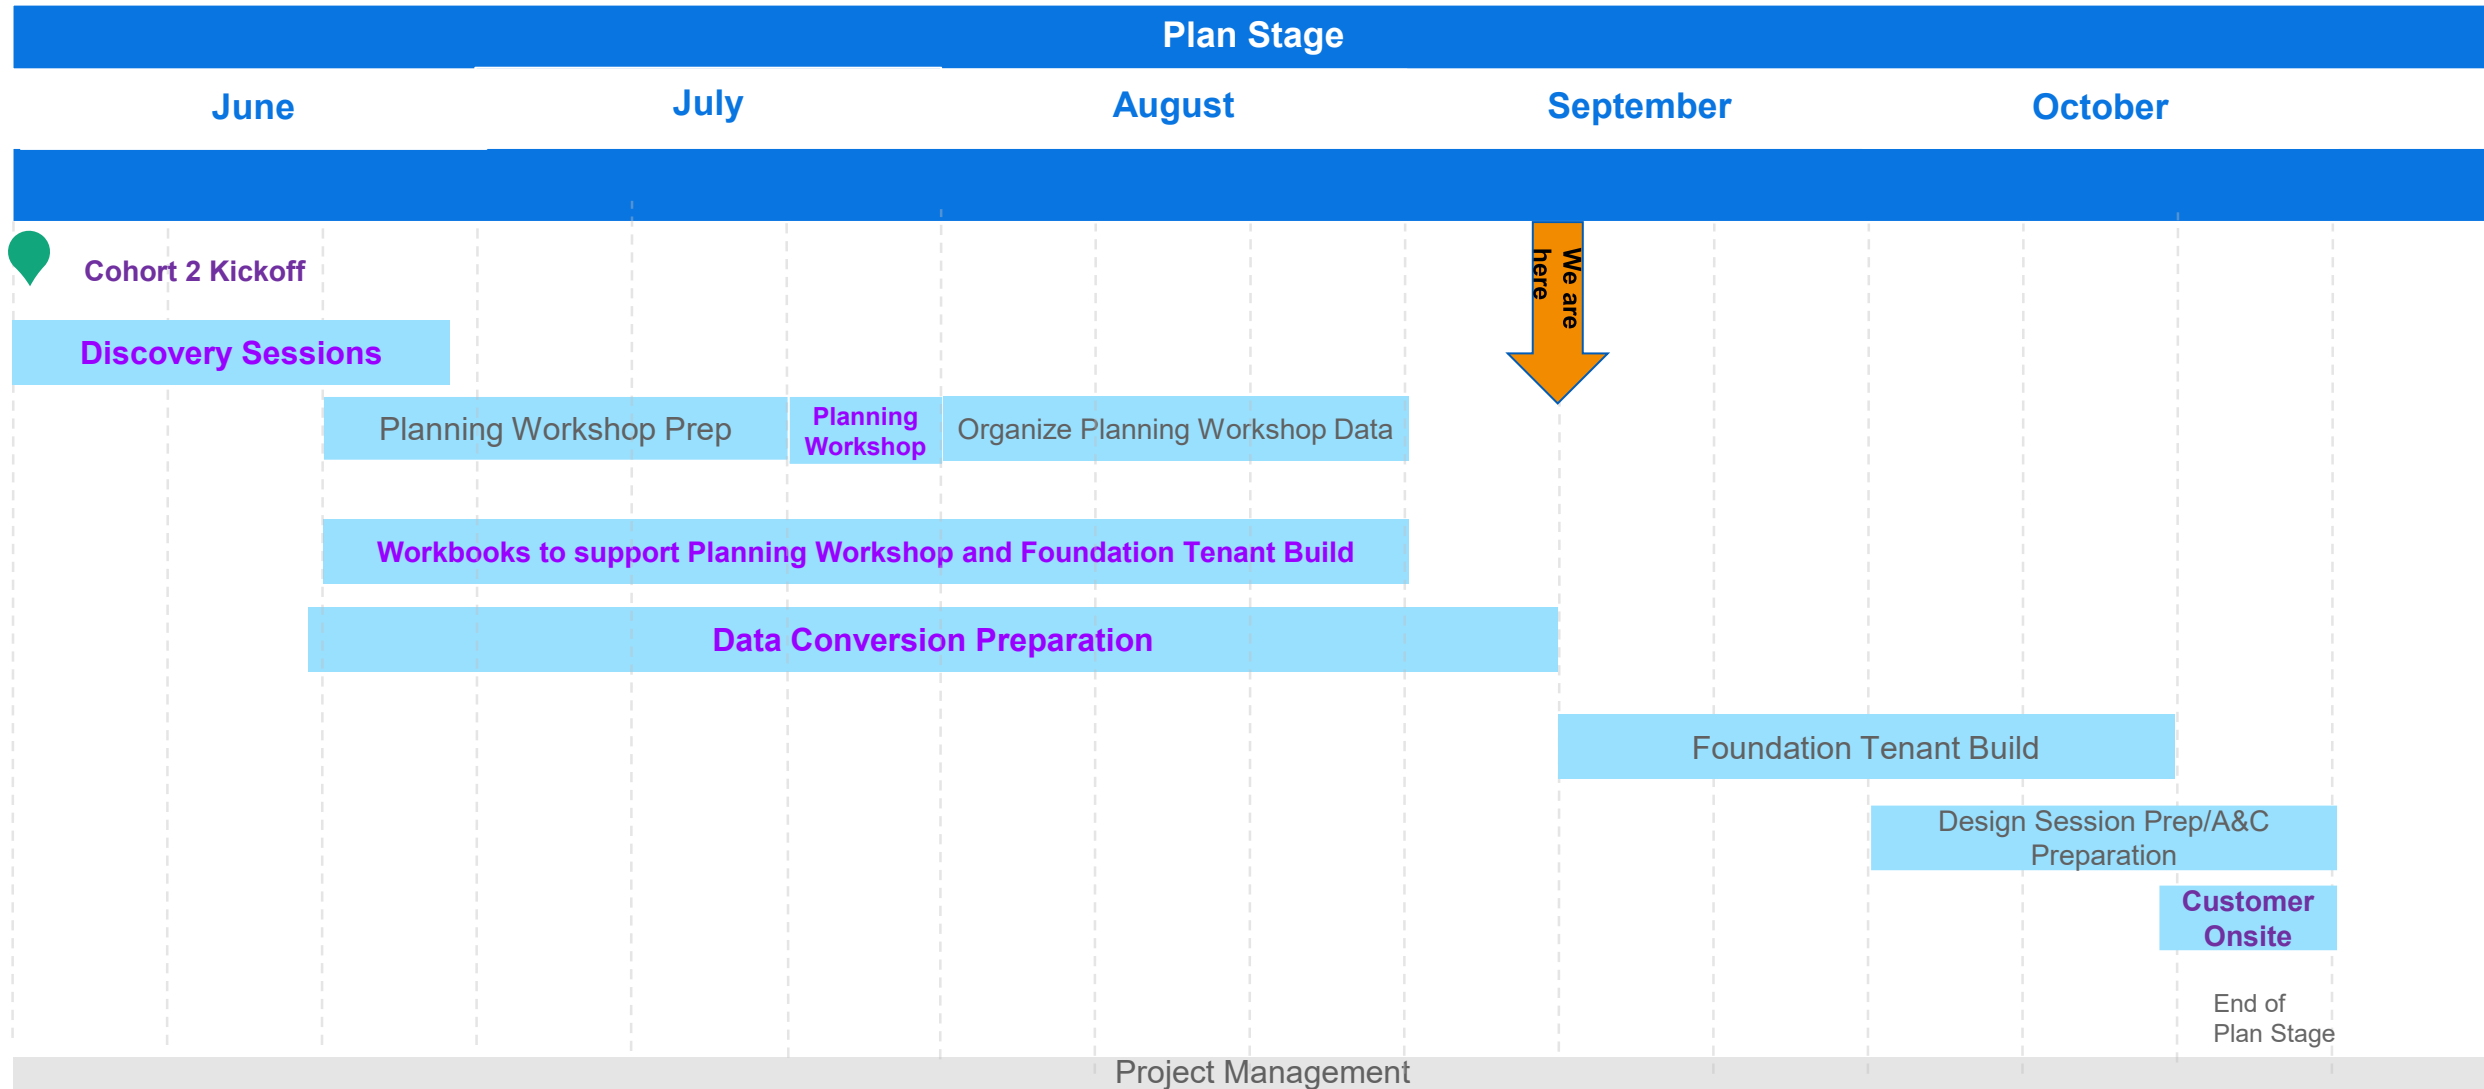 Plan Stage
June
July
August
September
October
Cohort 2 Kickoff
We are
here
Discovery Sessions
Planning Workshop Prep
Planning
Workshop
Organize Planning Workshop Data
Workbooks to support Planning Workshop and Foundation Tenant Build
Data Conversion Preparation
Foundation Tenant Build
Design Session Prep/A&C
Preparation
Customer
Onsite
End of
Plan Stage
Project Management